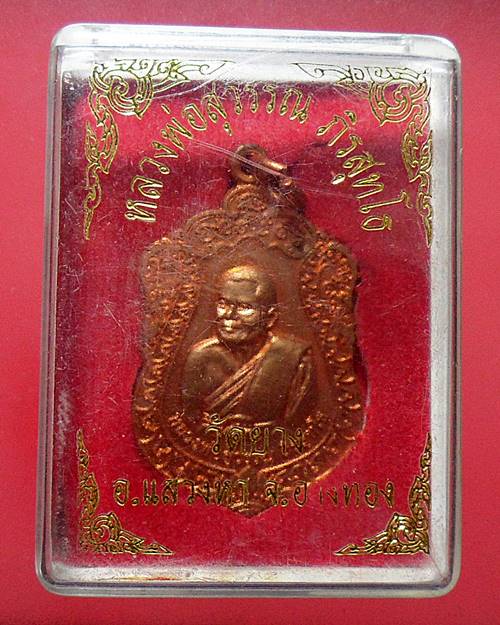 หลวงพ่อสุวรรณ ภิรสุทโธ
วัดยาง
อ.แสวงหา จ.อ่างทอง